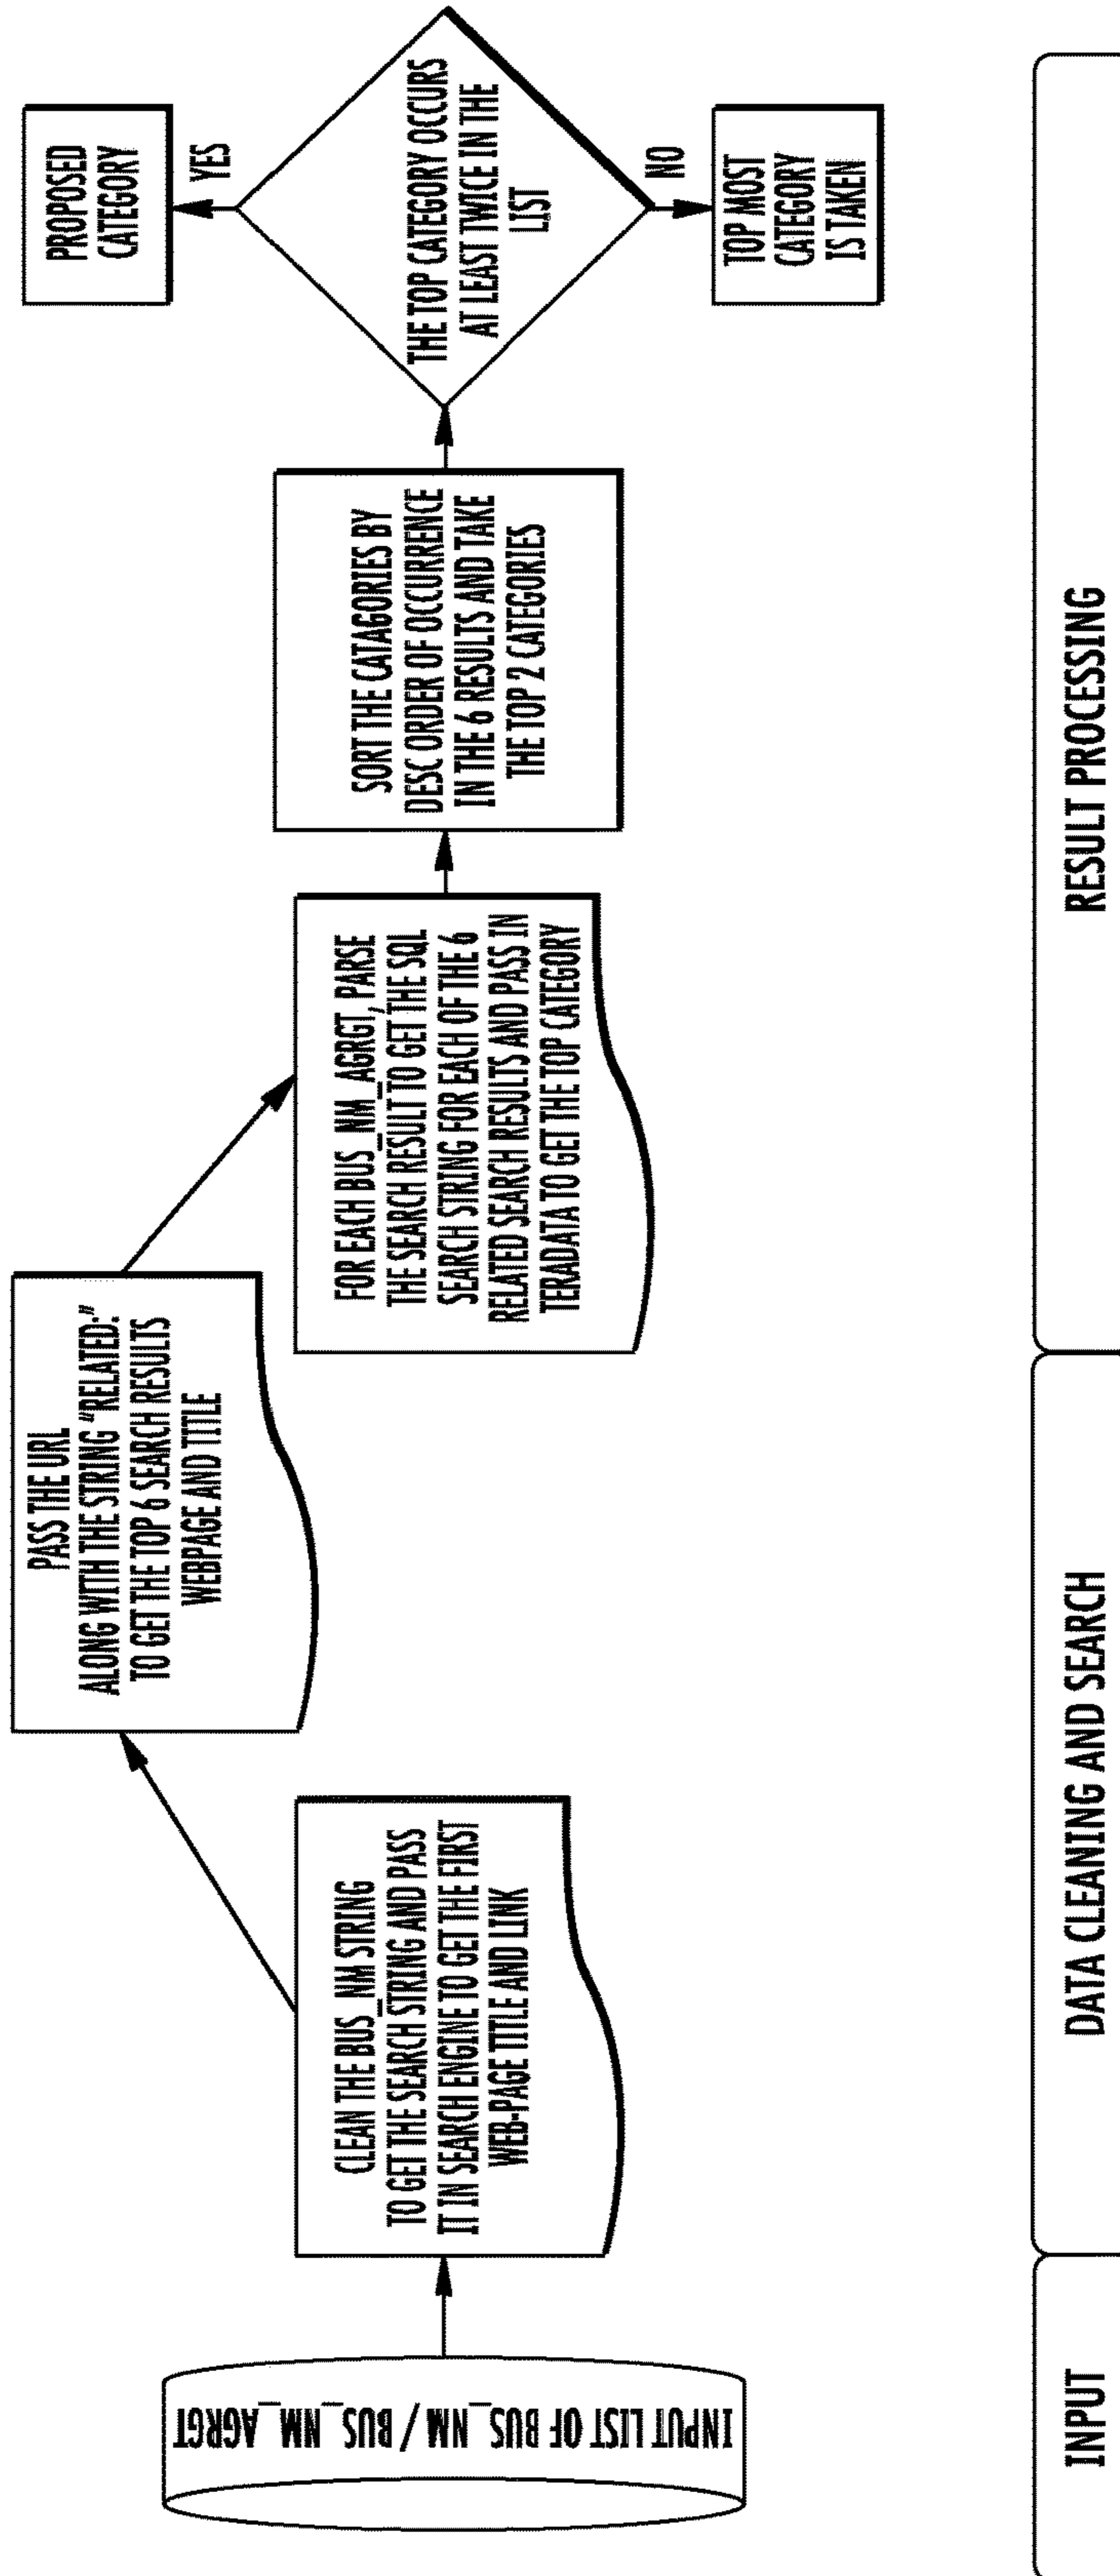 INPUT LIST OF BUS_NM / BUS_NM_AGRGT
CLEAN THE BUS_NM STRING
TO GET THE SEARCH STRING AND PASS
IT IN SEARCH ENGINE TO GET THE FIRST
WEB-PAGE TITLE AND LINK
PASS THE URL
ALONG WITH THE STRING “RELATED:”
TO GET THE TOP 6 SEARCH RESULTS
WEBPAGE AND TITLE
FOR EACH BUS_NM_AGRGT, PARSE
THE SEARCH RESULT TO GET THE SQL
SEARCH STRING FOR EACH OF THE 6
RELATED SEARCH RESULTS AND PASS IN
TERADATA TO GET THE TOP CATEGORY
SORT THE CATAGORIES BY
DESC ORDER OF OCCURRENCE
IN THE 6 RESULTS AND TAKE
THE TOP 2 CATEGORIES
THE TOP CATEGORY OCCURS
AT LEAST TWICE IN THE
LIST
YES
PROPOSED
CATEGORY
NO
TOP MOST
CATEGORY
IS TAKEN
INPUT
DATA CLEANING AND SEARCH
RESULT PROCESSING